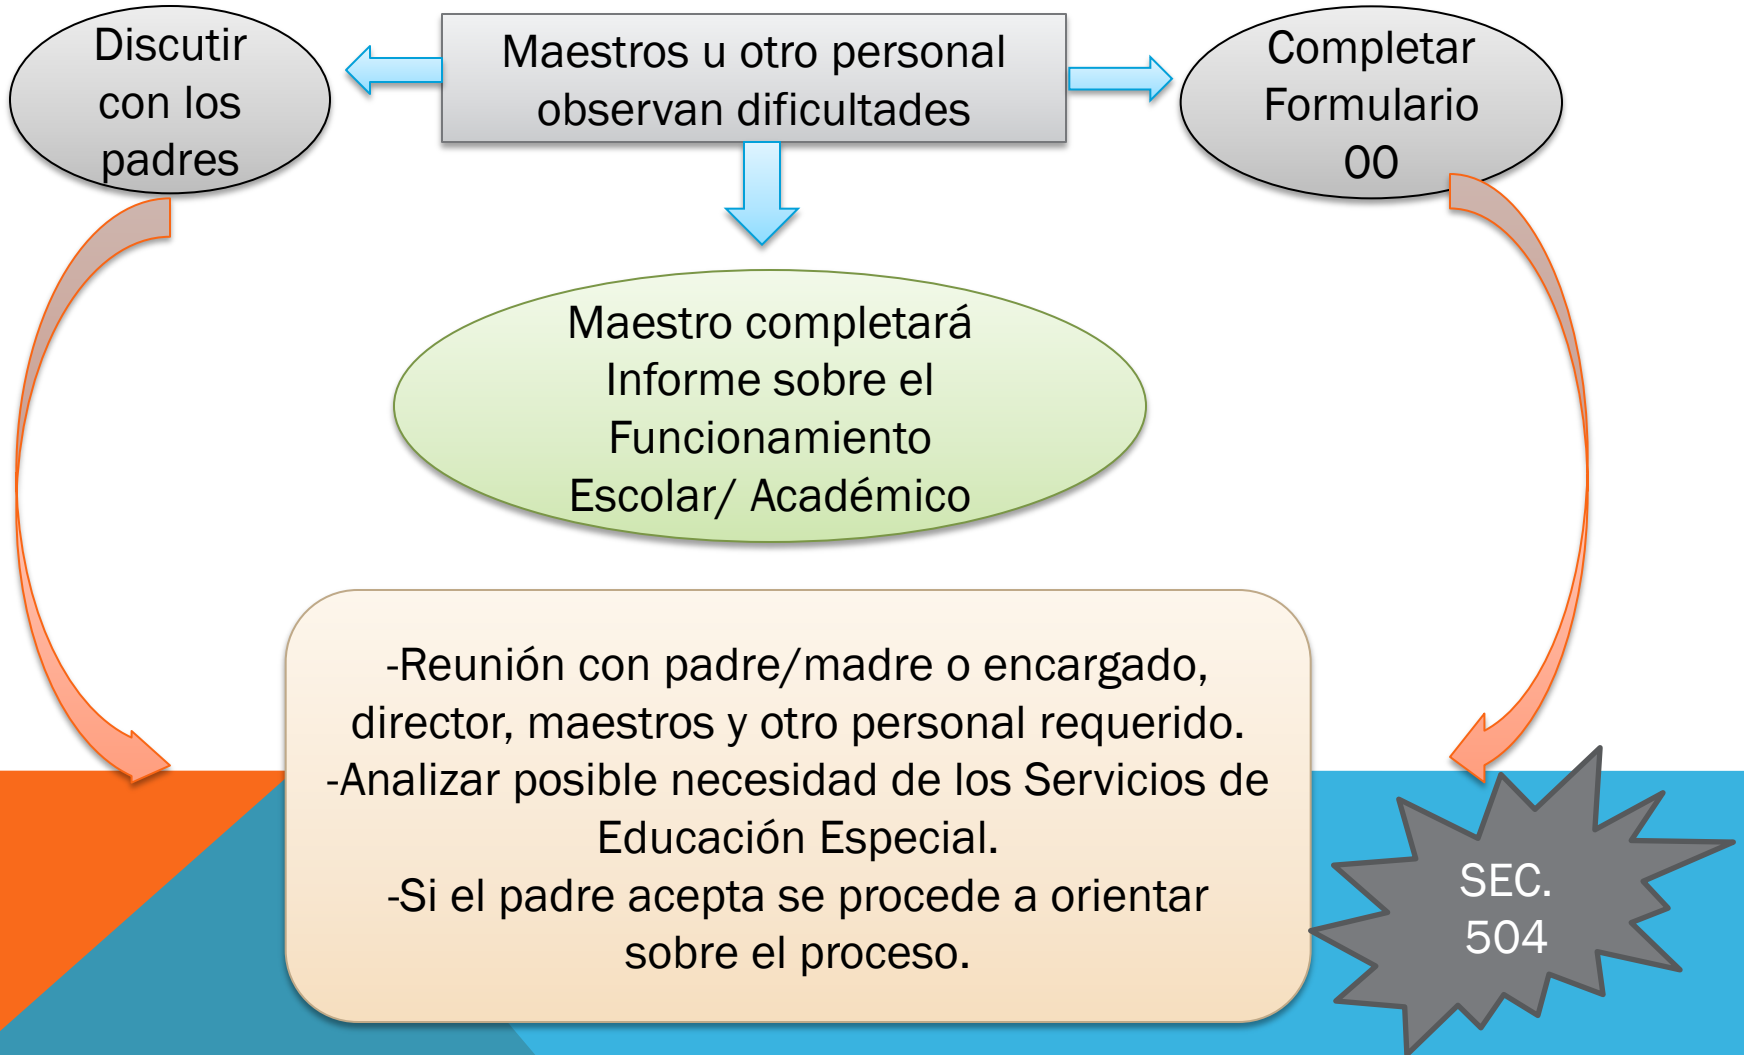 Discutir
con los
padres
Maestros u otro personal
observan dificultades
Completar
Formulario
00
Maestro completará
Informe sobre el
Funcionamiento
Escolar/ Académico
-Reunión con padre/madre o encargado,
director, maestros y otro personal requerido.
-Analizar posible necesidad de los Servicios de
Educación Especial.
-Si el padre acepta se procede a orientar
sobre el proceso.
SEC.
504